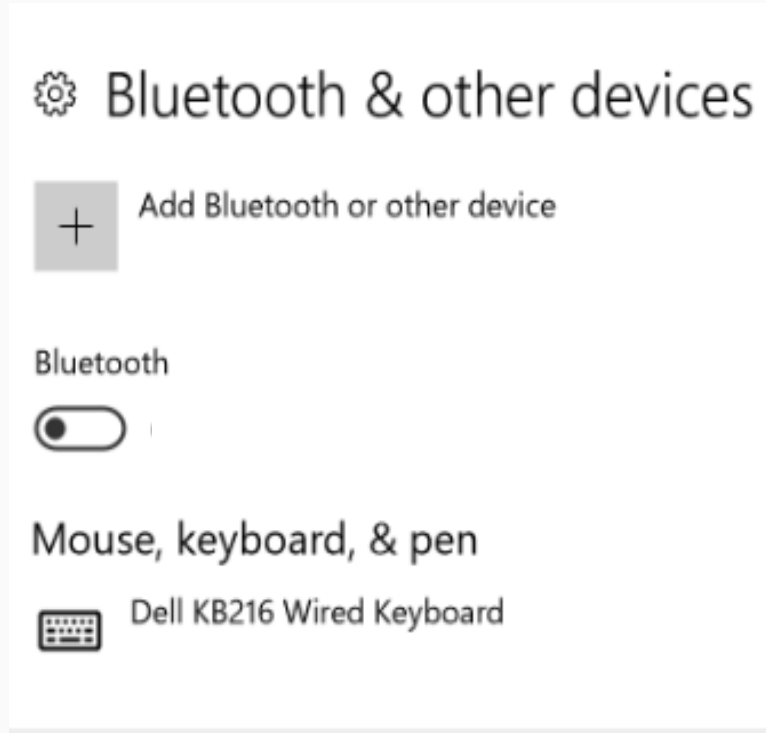 Bluetooth & other devices
Add Bluetooth or other device
Bluetooth
Mouse, keyboard, & pen
Dell KB216 Wired Keyboard